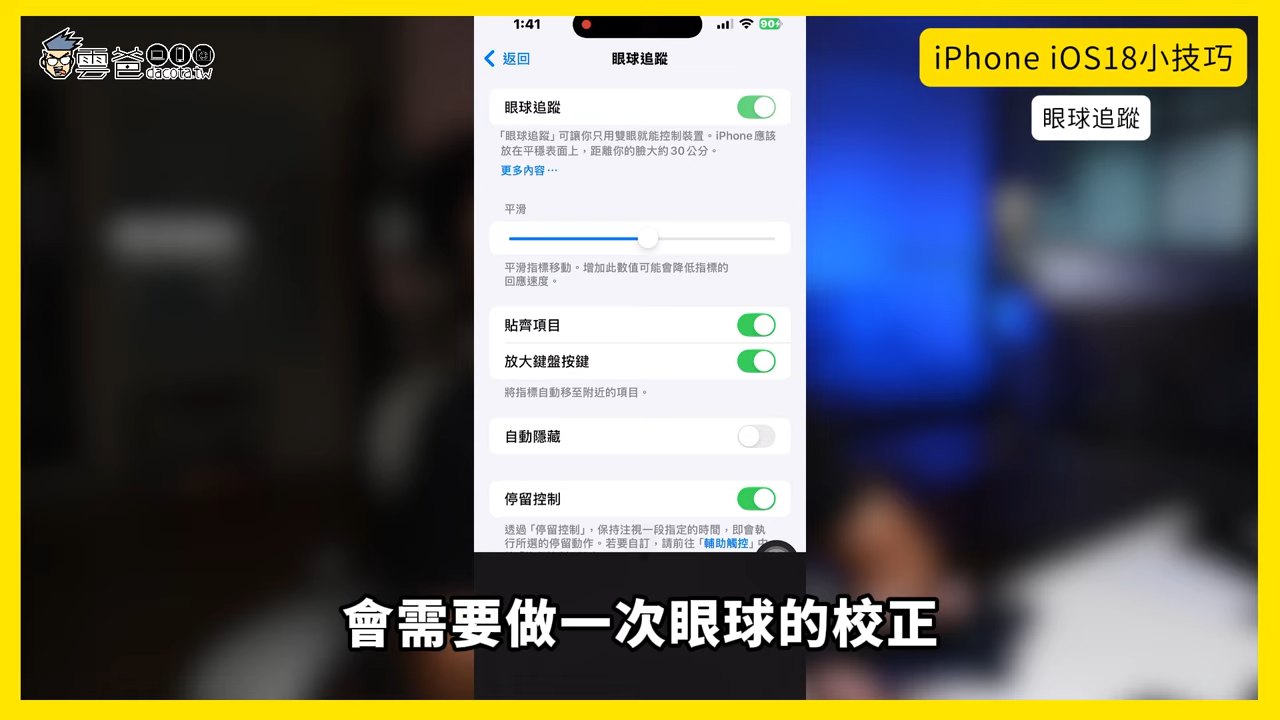 雲爸
dacota.tw
iPhone iOS18小技巧
眼球追蹤
1:41
90
返回
眼球追蹤
眼球追蹤
「眼球追蹤」可讓你只用雙眼就能控制裝置。iPhone 應該
放在平穩表面上,距離你的臉大約 30 公分。
更多內容⋯
平滑
平滑指標移動。增加此數值可能會降低指標的
回應速度。
貼齊項目
放大鍵盤按鍵
將指標自動移至附近的項目。
自動隱藏
停留控制
透過「停留控制」,保持注視一段指定的時間,即會執
行所選的停留動作。若要自訂,請前往「輔助觸控」中
會需要做一次眼球的校正